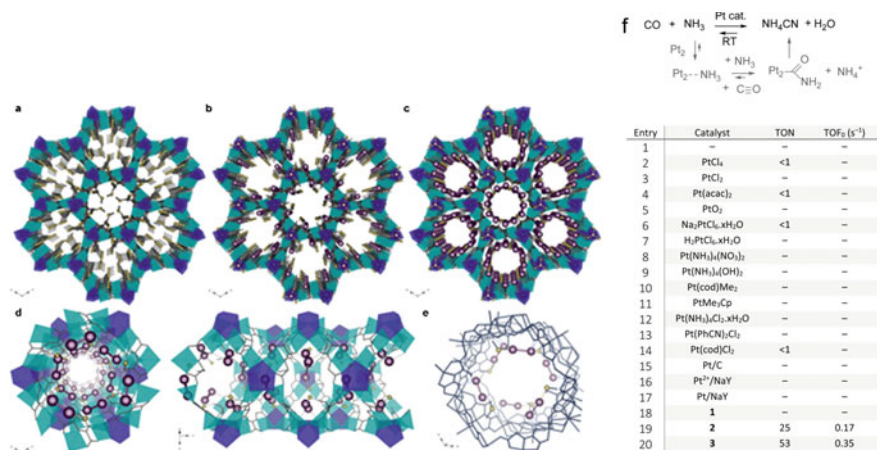 a
b
c
d
e
f
CO + NH3 Pt cat. NH4CN + H2O
RT
Pt2
+ NH3
Pt2--NH3
+ C≡O
Pt2 O NH2 + NH4+
Entry Catalyst TON TOF0 (s−1)
1 – – –
2 PtCl4 <1 –
3 PtCl2 – –
4 Pt(acac)2 <1 –
5 PtO2 – –
6 Na2PtCl6.xH2O <1 –
7 H2PtCl6.xH2O – –
8 Pt(NH3)4(NO3)2 – –
9 Pt(NH3)4(OH)2 – –
10 Pt(cod)Me2 – –
11 PtMe3Cp – –
12 Pt(NH3)4Cl2.xH2O – –
13 Pt(PhCN)2Cl2 – –
14 Pt(cod)Cl2 <1 –
15 Pt/C – –
16 Pt2+/NaY – –
17 Pt/NaY – –
18 1 – –
19 2 25 0.17
20 3 53 0.35